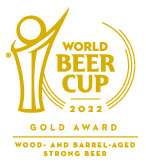 WORLD
BEER
CUP
®
2022
GOLD AWARD
WOOD- AND BARREL-AGED
STRONG BEER